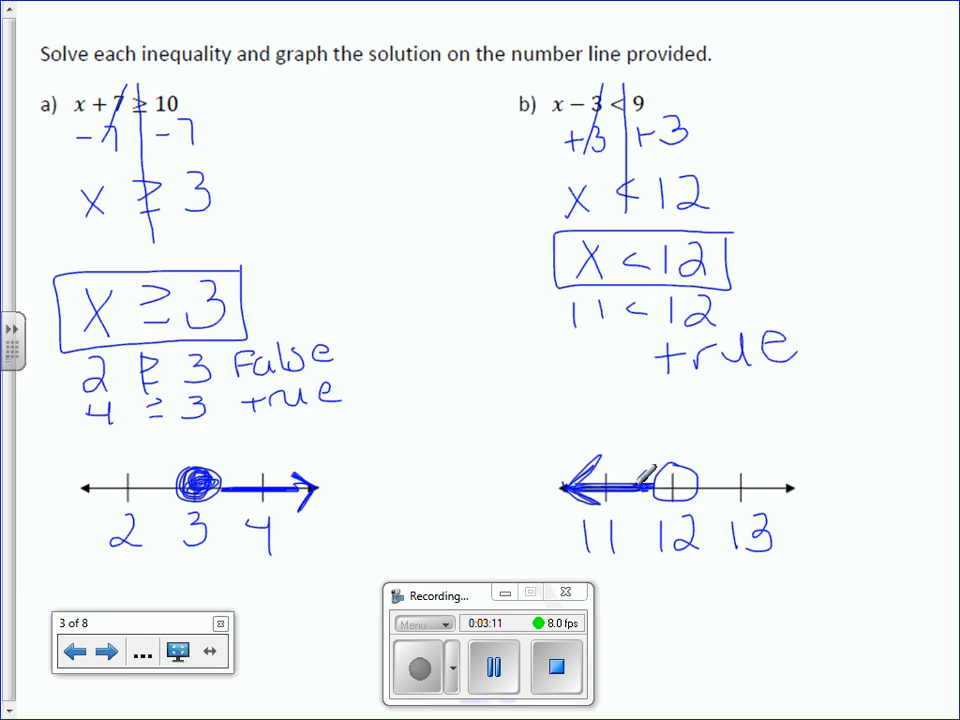 Solve each inequality and graph the solution on the number line provided.
a) x + 7 ≥ 10
- 7 - 7
x ≥ 3
x ≥ 3
2 ≱ 3 False
4 ≥ 3 true
2 3 4
b) x − 3 < 9
+3 +3
x < 12
x < 12
11 < 12
true
11 12 13
3 of 8
...
Recording...
Menu 0:03:11 8.0 fps